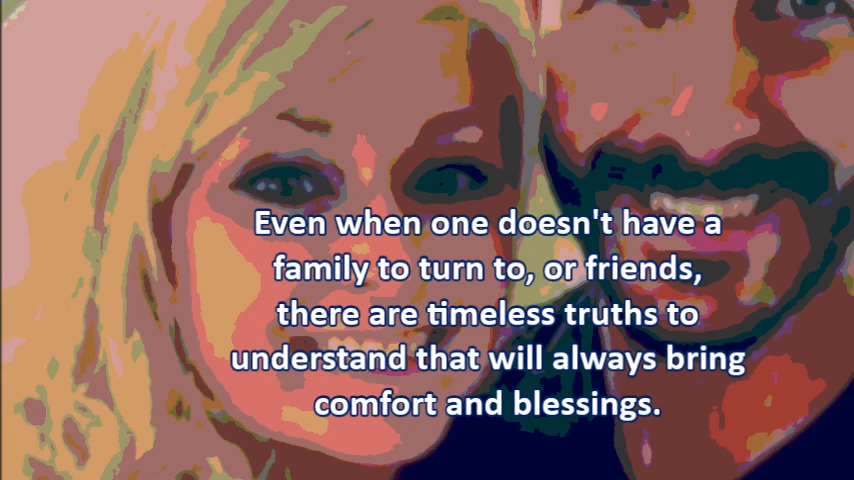 Even when one doesn't have a
family to turn to, or friends,
there are timeless truths to
understand that will always bring
comfort and blessings.